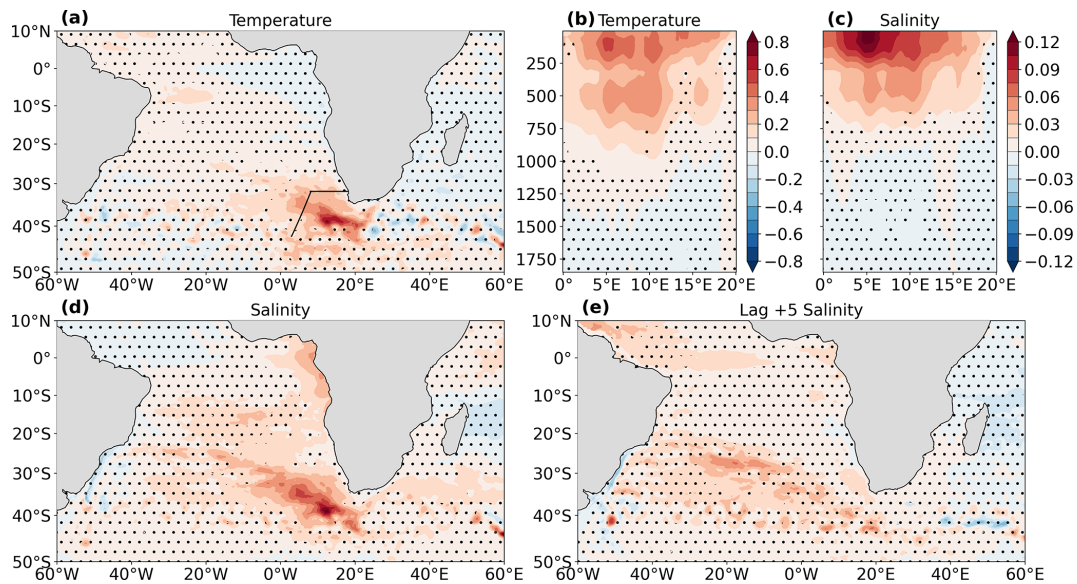 (a) Temperature
10°N
0°
10°S
20°S
30°S
40°S
50°S
60°W 40°W 20°W 0°W 20°E 40°E 60°E
(b) Temperature
250
500
750
1000
1250
1500
1750
0°E 5°E 10°E 15°E 20°E
0.8
0.6
0.4
0.2
0.0
−0.2
−0.4
−0.6
−0.8
(c) Salinity
0°E 5°E 10°E 15°E 20°E
0.12
0.09
0.06
0.03
0.00
−0.03
−0.06
−0.09
−0.12
(d) Salinity
10°N
0°
10°S
20°S
30°S
40°S
50°S
60°W 40°W 20°W 0°W 20°E 40°E 60°E
(e) Lag +5 Salinity
10°N
0°
10°S
20°S
30°S
40°S
50°S
60°W 40°W 20°W 0°W 20°E 40°E 60°E